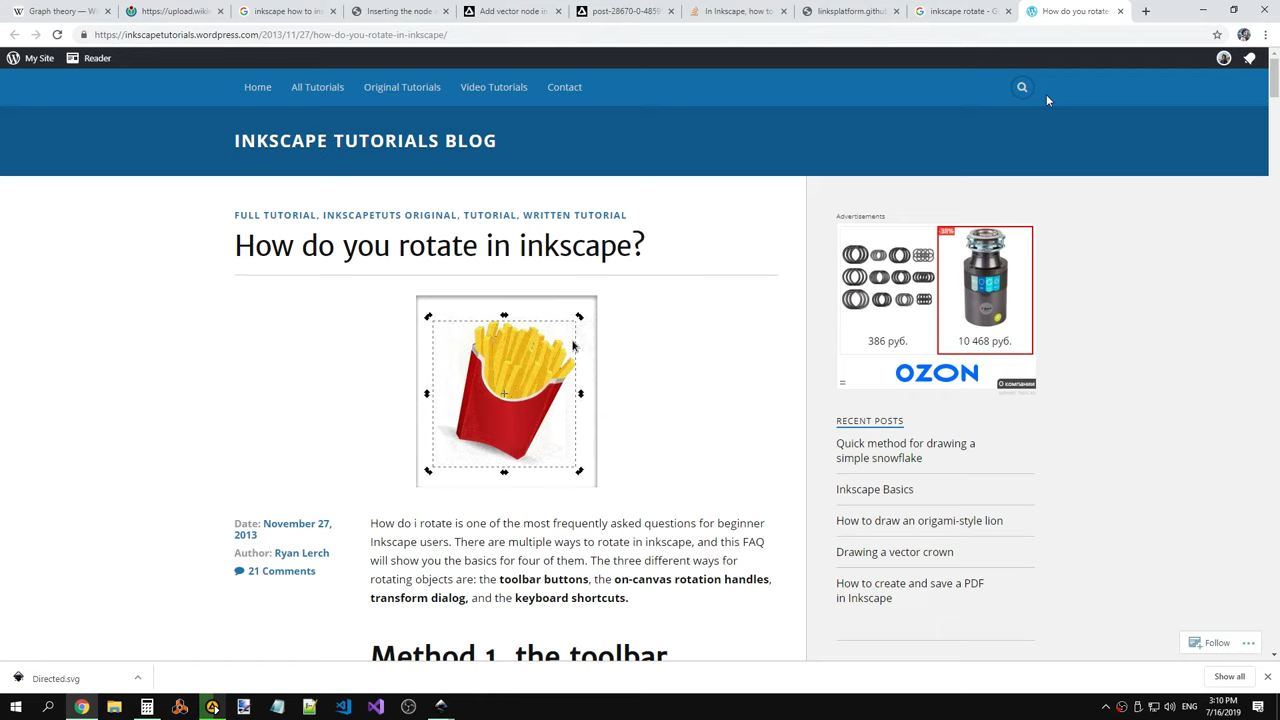 Graph theory - W
https://upload.wiki
inkscape how to ins
Inserting the node
Add vector node in
post-28670-0-4859
In Inkscape, how to
linksplatform.github
inkscape rotate - G
How do you rotate
https://inkscapetutorials.wordpress.com/2013/11/27/how-do-you-rotate-in-inkscape/
My Site Reader
Home All Tutorials Original Tutorials Video Tutorials Contact
INKSCAPE TUTORIALS BLOG
FULL TUTORIAL, INKSCAPETUTS ORIGINAL, TUTORIAL, WRITTEN TUTORIAL
How do you rotate in inkscape?
Date: November 27,
2013
Author: Ryan Lerch
21 Comments
How do i rotate is one of the most frequently asked questions for beginner
Inkscape users. There are multiple ways to rotate in inkscape, and this FAQ
will show you the basics for four of them. The three different ways for
rotating objects are: the toolbar buttons, the on-canvas rotation handles,
transform dialog, and the keyboard shortcuts.
Method 1, the toolbar
Advertisements
-38%
386 руб. 10 468 руб.
OZON
О компании
RECENT POSTS
Quick method for drawing a
simple snowflake
Inkscape Basics
How to draw an origami-style lion
Drawing a vector crown
How to create and save a PDF
in Inkscape
Follow
Directed.svg
Show all
ENG
3:10 PM
7/16/2019